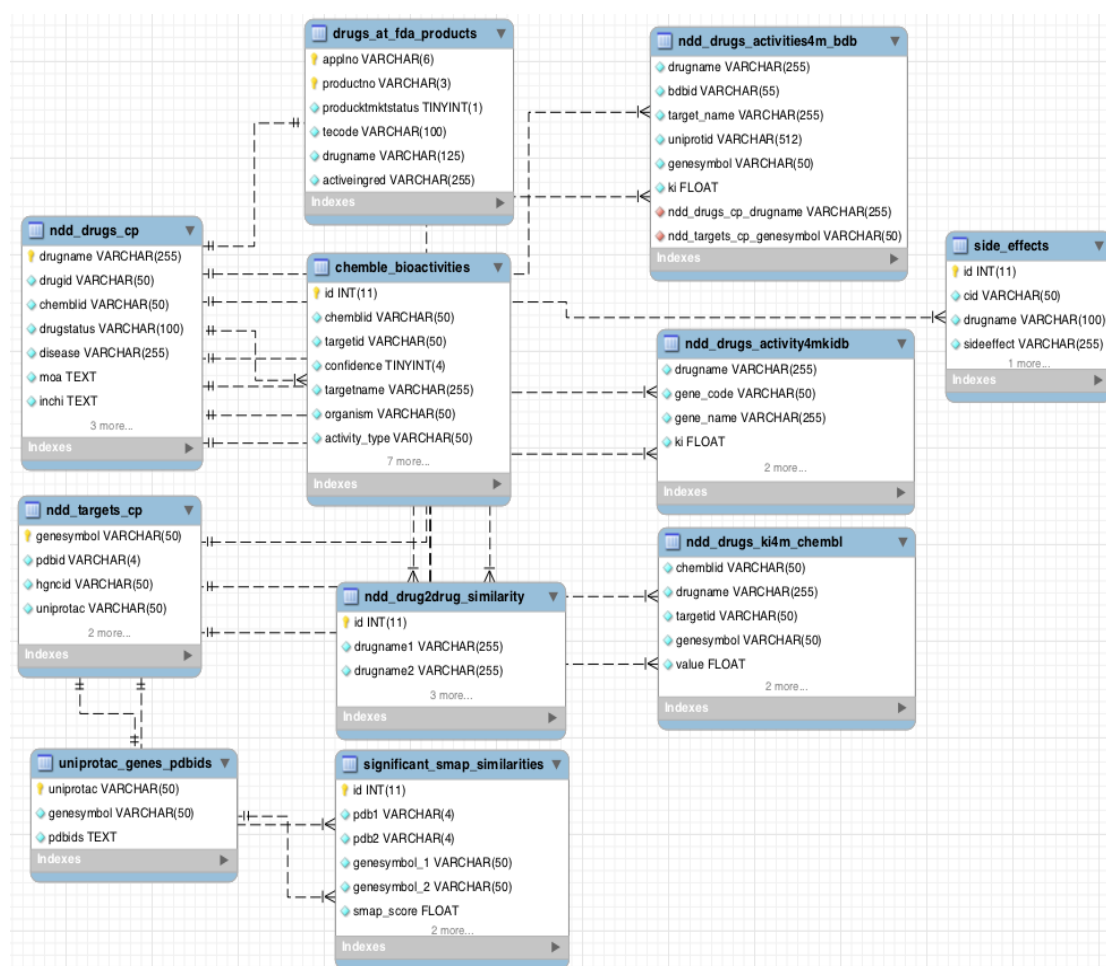 drugs_at_fda_products
applno VARCHAR(6)
productno VARCHAR(3)
producktmktstatus TINYINT(1)
tecode VARCHAR(100)
drugname VARCHAR(125)
activeingred VARCHAR(255)
Indexes
ndd_drugs_activities4m_bdb
drugname VARCHAR(255)
bdbid VARCHAR(55)
target_name VARCHAR(255)
uniprotid VARCHAR(512)
genesymbol VARCHAR(50)
ki FLOAT
ndd_drugs_cp_drugname VARCHAR(255)
ndd_targets_cp_genesymbol VARCHAR(50)
Indexes
ndd_drugs_cp
drugname VARCHAR(255)
drugid VARCHAR(50)
chemblid VARCHAR(50)
drugstatus VARCHAR(100)
disease VARCHAR(255)
moa TEXT
inchi TEXT
3 more...
Indexes
chemble_bioactivities
id INT(11)
chemblid VARCHAR(50)
targetid VARCHAR(50)
confidence TINYINT(4)
targetname VARCHAR(255)
organism VARCHAR(50)
activity_type VARCHAR(50)
7 more...
Indexes
side_effects
id INT(11)
cid VARCHAR(50)
drugname VARCHAR(100)
sideeffect VARCHAR(255)
1 more...
Indexes
ndd_drugs_activity4mkidb
drugname VARCHAR(255)
gene_code VARCHAR(50)
gene_name VARCHAR(255)
ki FLOAT
2 more...
Indexes
ndd_targets_cp
genesymbol VARCHAR(50)
pdbid VARCHAR(4)
hgncid VARCHAR(50)
uniprotac VARCHAR(50)
2 more...
Indexes
ndd_drug2drug_similarity
id INT(11)
drugname1 VARCHAR(255)
drugname2 VARCHAR(255)
3 more...
Indexes
ndd_drugs_ki4m_chembl
chemblid VARCHAR(50)
drugname VARCHAR(255)
targetid VARCHAR(50)
genesymbol VARCHAR(50)
value FLOAT
2 more...
Indexes
uniprotac_genes_pdbids
uniprotac VARCHAR(50)
genesymbol VARCHAR(50)
pdbids TEXT
Indexes
significant_smap_similarities
id INT(11)
pdb1 VARCHAR(4)
pdb2 VARCHAR(4)
genesymbol_1 VARCHAR(50)
genesymbol_2 VARCHAR(50)
smap_score FLOAT
2 more...
Indexes